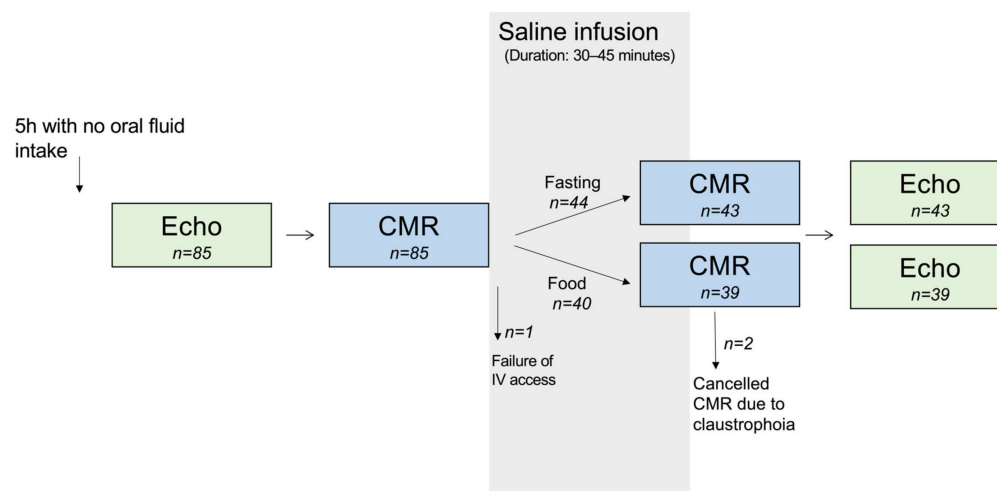 Saline infusion
(Duration: 30–45 minutes)
5h with no oral fluid
intake
Echo
n=85
CMR
n=85
Fasting
n=44
Food
n=40
CMR
n=43
CMR
n=39
Echo
n=43
Echo
n=39
n=1
Failure of
IV access
n=2
Cancelled
CMR due to
claustrophoia